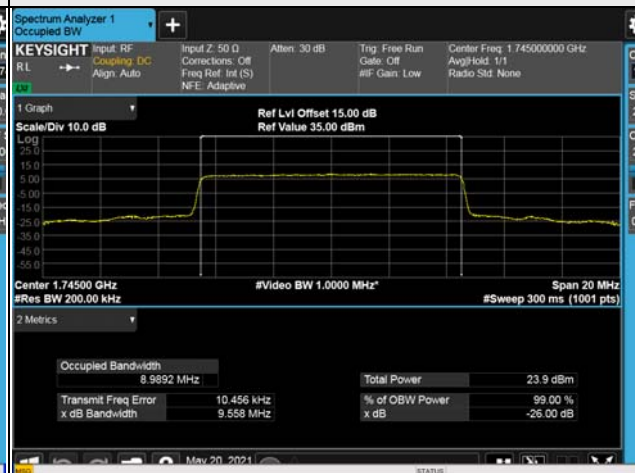 Spectrum Analyzer 1
Occupied BW
+
KEYSIGHT
RL
Input: RF
Coupling: DC
Align: Auto
Input Z: 50 Ω
Corrections: Off
Freq Ref: Int (S)
NFE: Adaptive
Atten: 30 dB
Trig: Free Run
Gate: Off
#IF Gain: Low
Center Freq: 1.745000000 GHz
Avg|Hold: 1/1
Radio Std: None
1 Graph
Scale/Div 10.0 dB
Ref Lvl Offset 15.00 dB
Ref Value 35.00 dBm
Log
25.0
15.0
5.00
-5.00
-15.0
-25.0
-35.0
-45.0
-55.0
Center 1.74500 GHz
#Res BW 200.00 kHz
#Video BW 1.0000 MHz*
Span 20 MHz
#Sweep 300 ms (1001 pts)
2 Metrics
Occupied Bandwidth
8.9892 MHz
Total Power 23.9 dBm
Transmit Freq Error 10.456 kHz
% of OBW Power 99.00 %
x dB Bandwidth 9.558 MHz
x dB -26.00 dB
May 20, 2021
MSG
STATUS